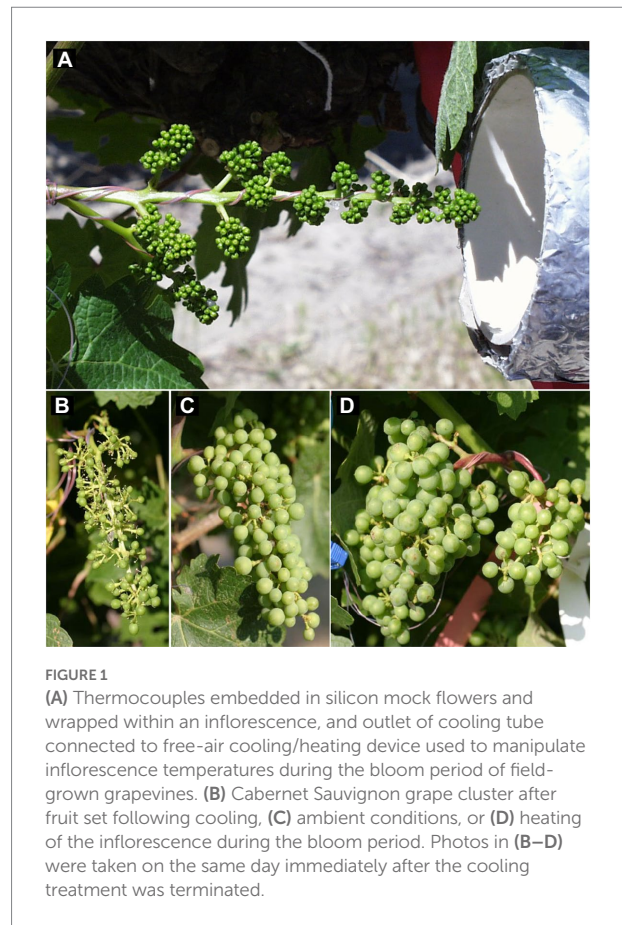 A
B
C
D
FIGURE 1
(A) Thermocouples embedded in silicon mock flowers and
wrapped within an inflorescence, and outlet of cooling tube
connected to free-air cooling/heating device used to manipulate
inflorescence temperatures during the bloom period of field-
grown grapevines. (B) Cabernet Sauvignon grape cluster after
fruit set following cooling, (C) ambient conditions, or (D) heating
of the inflorescence during the bloom period. Photos in (B–D)
were taken on the same day immediately after the cooling
treatment was terminated.